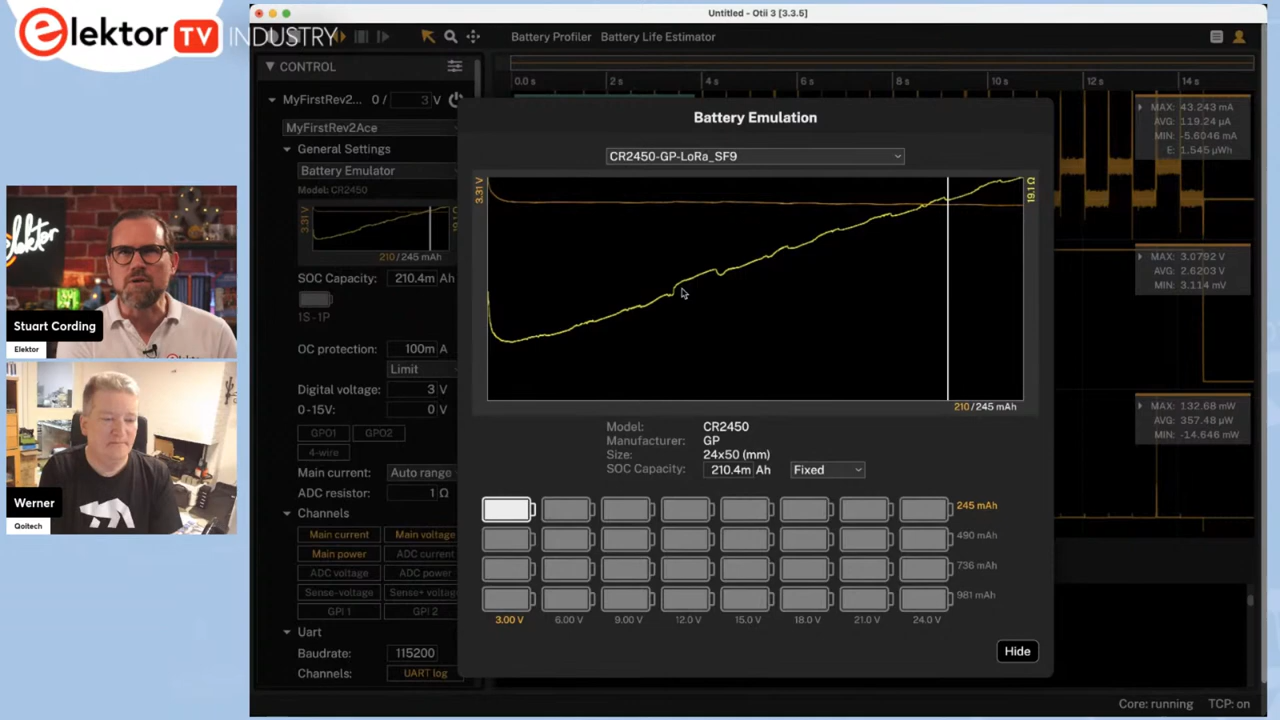 elektor TV INDUSTRY
elektor
Stuart Cording
Elektor
Werner
Qoitech
Untitled - Otii 3 [3.3.5]
Battery Profiler Battery Life Estimator
CONTROL
MyFirstRev2... 0 / 3 V
MyFirstRev2Ace
General Settings
Battery Emulator
Model: CR2450
3.31 V
210/245 mAh
SOC Capacity: 210.4m Ah
1S - 1P
OC protection: 100m A
Limit
Digital voltage: 3 V
0-15V: 0 V
GPO1 GPO2
4-wire
Main current: Auto range
ADC resistor: 1 Ω
Channels
Main current Main voltage
Main power ADC current
ADC voltage ADC power
Sense-voltage Sense+ voltag
GPI 1 GPI 2
Uart
Baudrate: 115200
Channels: UART log
0.0 s 2 s 4 s 6 s 8 s 10 s 12 s 14 s
Battery Emulation
CR2450-GP-LoRa_SF9
3.31 V
19.1 Ω
210/245 mAh
Model: CR2450
Manufacturer: GP
Size: 24x50 (mm)
SOC Capacity: 210.4m Ah Fixed
245 mAh
490 mAh
736 mAh
981 mAh
3.00 V 6.00 V 9.00 V 12.0 V 15.0 V 18.0 V 21.0 V 24.0 V
Hide
MAX: 43.243 mA
AVG: 119.24 µA
MIN: -5.6046 mA
E: 1.545 µWh
MAX: 3.0792 V
AVG: 2.6203 V
MIN: 3.114 mV
MAX: 132.68 mW
AVG: 357.48 µW
MIN: -14.646 mW
Core: running TCP: on